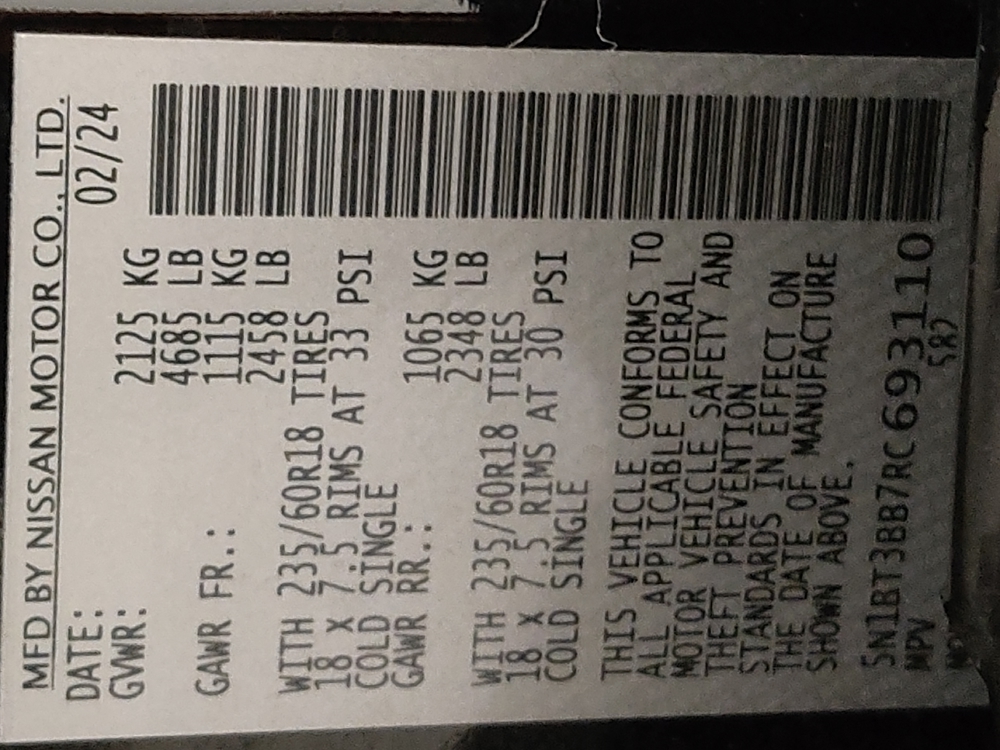 MFD BY NISSAN MOTOR CO., LTD.
DATE: 02/24
GVWR: 2125 KG
4685 LB
GAWR FR.: 1115 KG
2458 LB
WITH 235/60R18 TIRES
18 X 7.5 RIMS AT 33 PSI
COLD SINGLE
GAWR RR.: 1065 KG
2348 LB
WITH 235/60R18 TIRES
18 X 7.5 RIMS AT 30 PSI
COLD SINGLE
THIS VEHICLE CONFORMS TO
ALL APPLICABLE FEDERAL
MOTOR VEHICLE SAFETY AND
THEFT PREVENTION
STANDARDS IN EFFECT ON
THE DATE OF MANUFACTURE
SHOWN ABOVE.
5N1BT3BB7RC693110
MPV 587